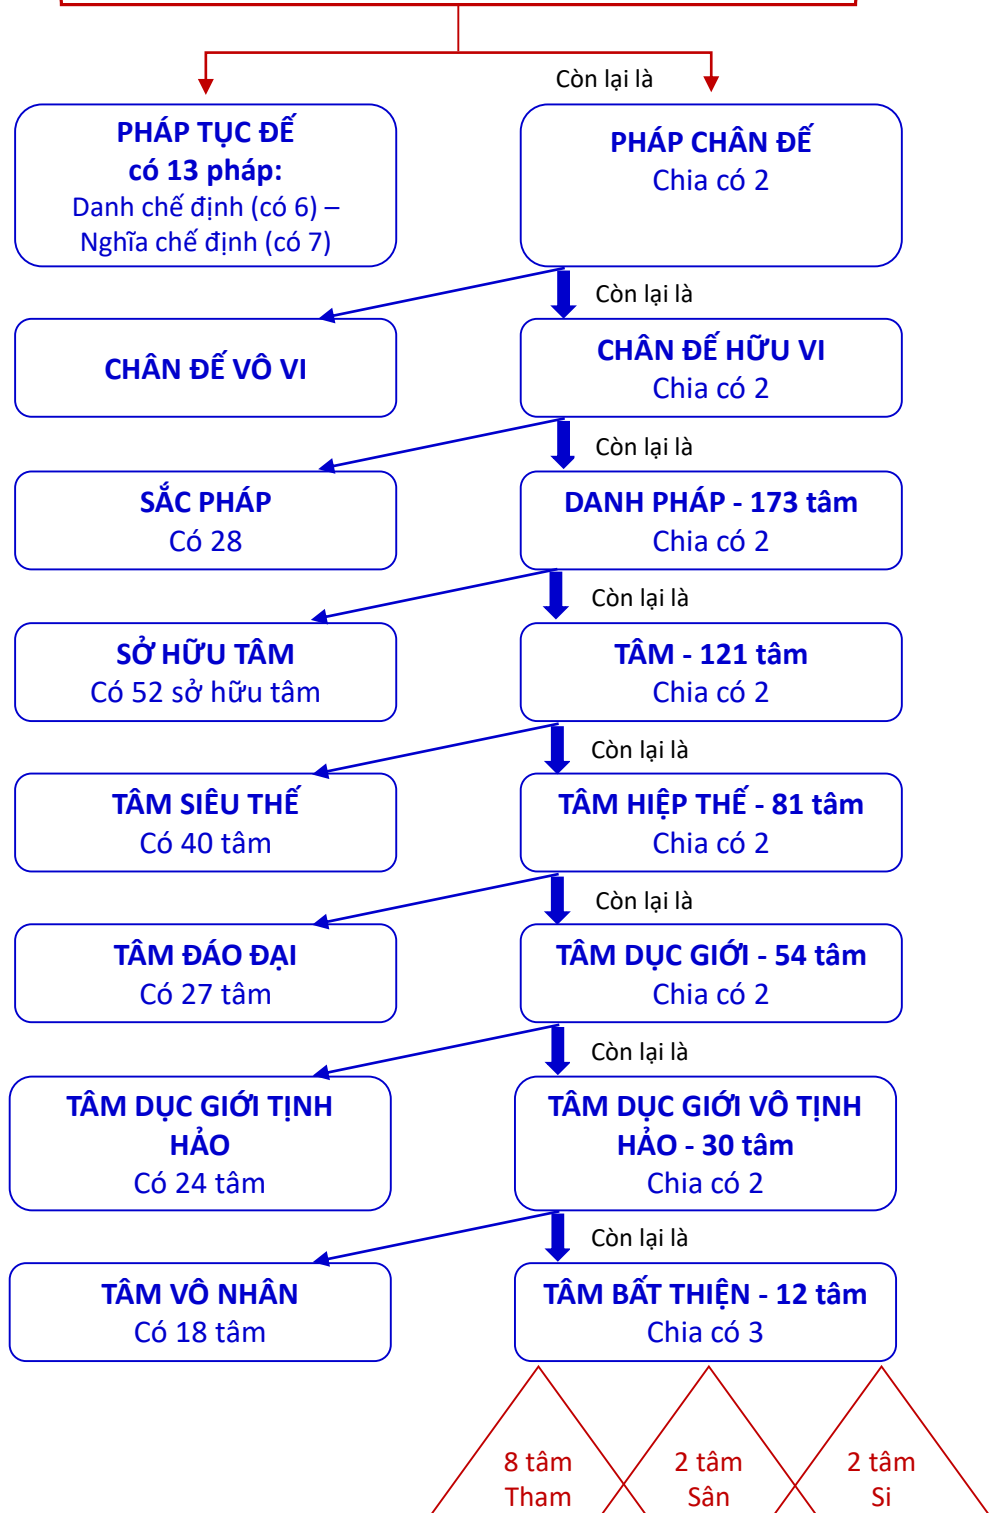 Còn lại là
PHÁP TỤC ĐẾ
có 13 pháp:
Danh chế định (có 6) –
Nghĩa chế định (có 7)
PHÁP CHÂN ĐẾ
Chia có 2
Còn lại là
CHÂN ĐẾ VÔ VI
CHÂN ĐẾ HỮU VI
Chia có 2
Còn lại là
SẮC PHÁP
Có 28
DANH PHÁP - 173 tâm
Chia có 2
Còn lại là
SỞ HỮU TÂM
Có 52 sở hữu tâm
TÂM - 121 tâm
Chia có 2
Còn lại là
TÂM SIÊU THẾ
Có 40 tâm
TÂM HIỆP THẾ - 81 tâm
Chia có 2
Còn lại là
TÂM ĐÁO ĐẠI
Có 27 tâm
TÂM DỤC GIỚI - 54 tâm
Chia có 2
Còn lại là
TÂM DỤC GIỚI TỊNH
HẢO
Có 24 tâm
TÂM DỤC GIỚI VÔ TỊNH
HẢO - 30 tâm
Chia có 2
Còn lại là
TÂM VÔ NHÂN
Có 18 tâm
TÂM BẤT THIỆN - 12 tâm
Chia có 3
8 tâm
Tham
2 tâm
Sân
2 tâm
Si